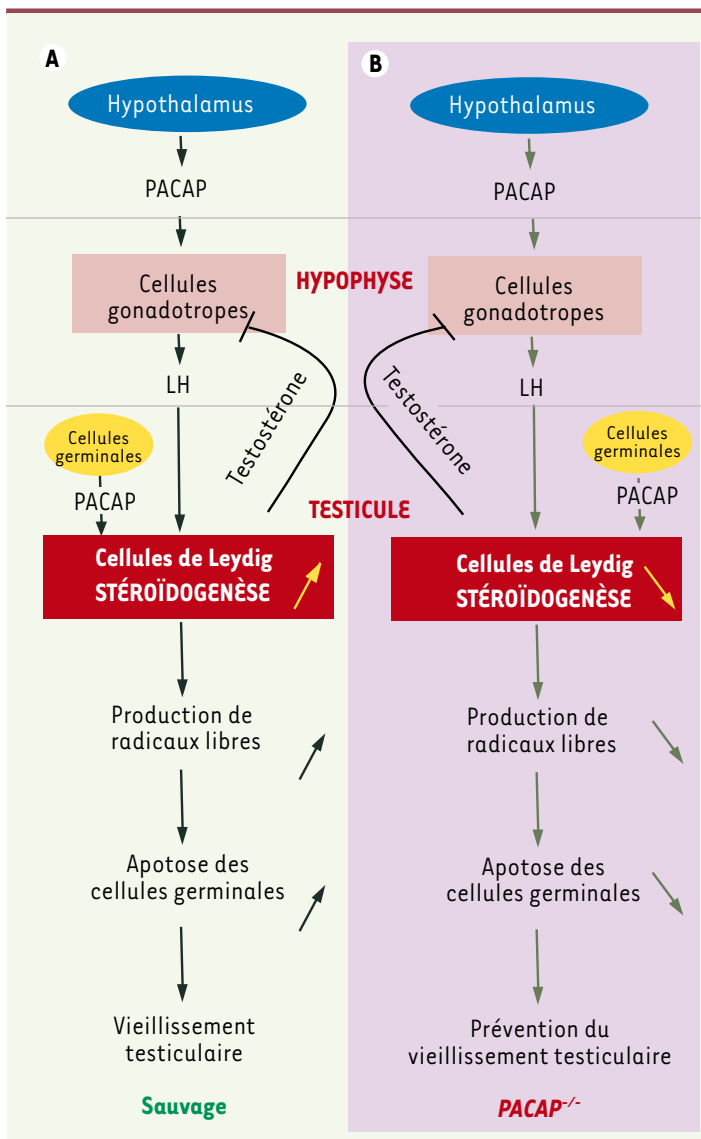 A
Hypothalamus
PACAP
Cellules
gonadotropes
LH
Testostérone
Cellules
germinales
PACAP
Cellules de Leydig
STÉROÏDOGENÈSE
Production de
radicaux libres
Apotose des
cellules germinales
Vieillissement
testiculaire
Sauvage
HYPOPHYSE
TESTICULE
B
Hypothalamus
PACAP
Cellules
gonadotropes
LH
Testostérone
Cellules
germinales
PACAP
Cellules de Leydig
STÉROÏDOGENÈSE
Production de
radicaux libres
Apotose des
cellules germinales
Prévention du
vieillissement testiculaire
PACAP-/-